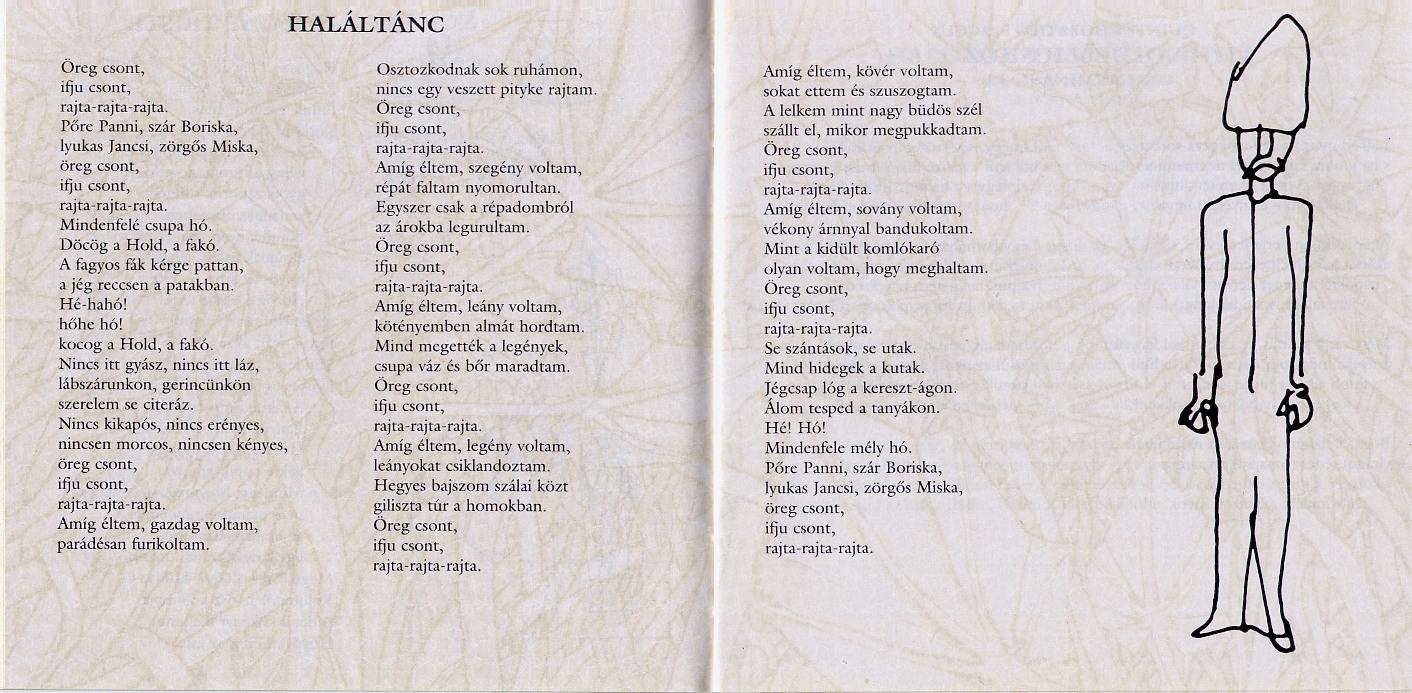 HALÁLTÁNC
Öreg csont,
ifju csont,
rajta-rajta-rajta.
Pőre Panni, szár Boriska,
lyukas Jancsi, zörgős Miska,
öreg csont,
ifju csont,
rajta-rajta-rajta.
Mindenfelé csupa hó.
Döcög a Hold, a fakó.
A fagyos fák kérge pattan,
a jég reccsen a patakban.
Hé-hahó!
hőhe hó!
kocog a Hold, a fakó.
Nincs itt gyász, nincs itt láz,
lábszárunkon, gerincünkön
szerelem se citeráz.
Nincs kikapós, nincs erényes,
nincsen morcos, nincsen kényes,
öreg csont,
ifju csont,
rajta-rajta-rajta.
Amíg éltem, gazdag voltam,
parádésan furikoltam.
Osztozkodnak sok ruhámon,
nincs egy veszett pityke rajtam.
Öreg csont,
ifju csont,
rajta-rajta-rajta.
Amíg éltem, szegény voltam,
répát faltam nyomorultan.
Egyszer csak a répadombról
az árokba legurultam.
Öreg csont,
ifju csont,
rajta-rajta-rajta.
Amíg éltem, leány voltam,
kötényemben almát hordtam.
Mind megették a legények,
csupa váz és bőr maradtam.
Öreg csont,
ifju csont,
rajta-rajta-rajta.
Amíg éltem, legény voltam,
leányokat csiklandoztam.
Hegyes bajszom szálai közt
giliszta túr a homokban.
Öreg csont,
ifju csont,
rajta-rajta-rajta.
Amíg éltem, kövér voltam,
sokat ettem és szuszogtam.
A lelkem mint nagy büdös szél
szállt el, mikor megpukkadtam.
Öreg csont,
ifju csont,
rajta-rajta-rajta.
Amíg éltem, sovány voltam,
vékony árnnyal bandukoltam.
Mint a kidült komlókaró
olyan voltam, hogy meghaltam.
Öreg csont,
ifju csont,
rajta-rajta-rajta.
Se szántások, se utak.
Mind hidegek a kutak.
Jégcsap lóg a kereszt-ágon.
Álom tesped a tanyákon.
Hé! Hó!
Mindenfele mély hó.
Pőre Panni, szár Boriska,
lyukas Jancsi, zörgős Miska,
öreg csont,
ifju csont,
rajta-rajta-rajta.